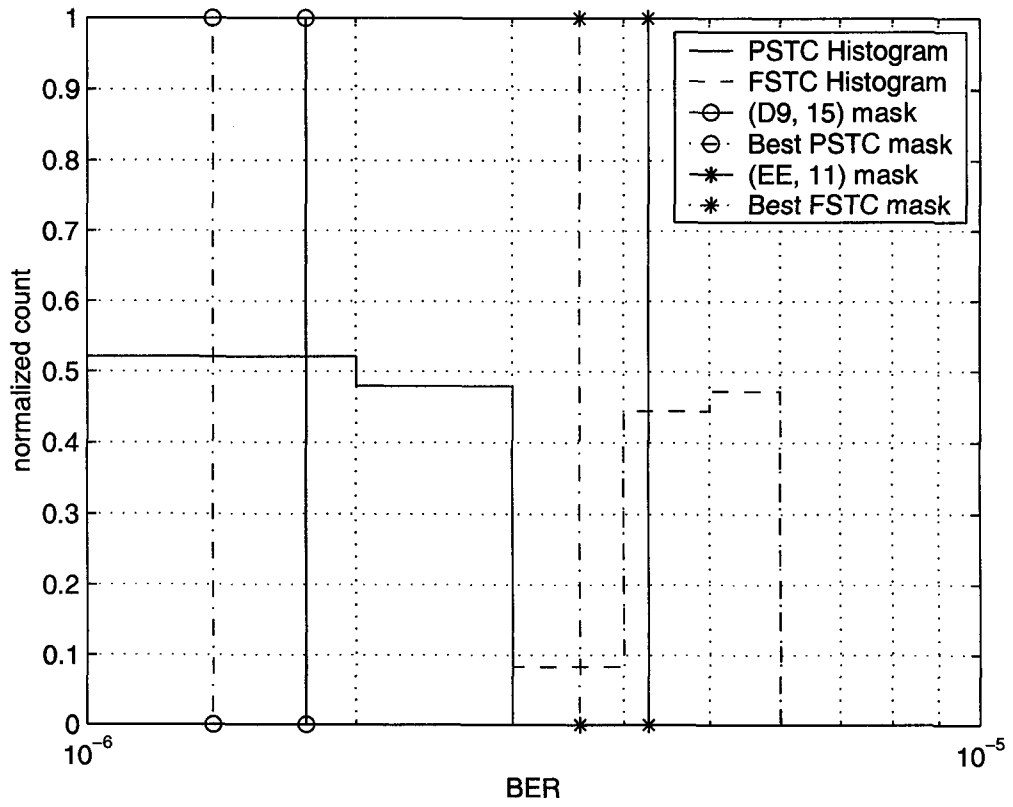 1
0.9
0.8
0.7
0.6
0.5
0.4
0.3
0.2
0.1
0
normalized count
10^-6
10^-5
BER
PSTC Histogram
FSTC Histogram
(D9, 15) mask
Best PSTC mask
(EE, 11) mask
Best FSTC mask